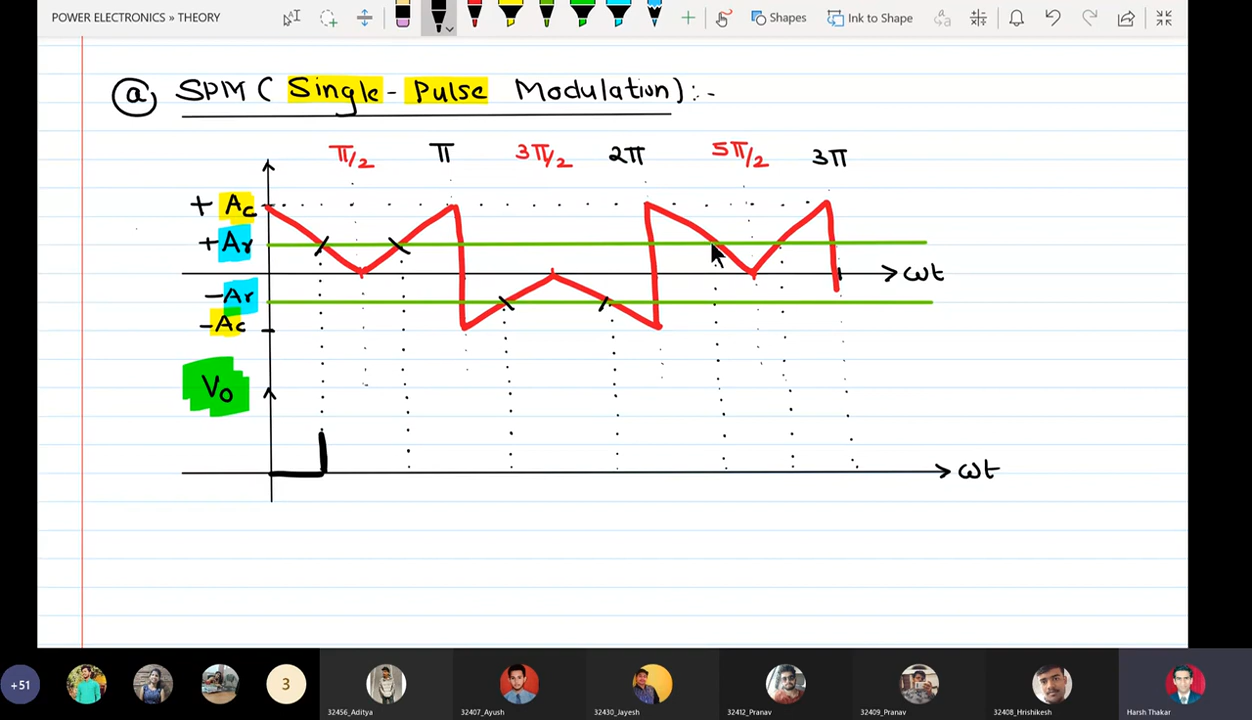 POWER ELECTRONICS » THEORY
Shapes
Ink to Shape
ⓐ SPM ( Single - Pulse Modulation) : -
π/2 π 3π/2 2π 5π/2 3π
+ Ac
+ Ar
ωt
- Ar
- Ac
Vo
ωt
+51
3
32456_Aditya
32407_Ayush
32430_Jayesh
32412_Pranav
32409_Pranav
32408_Hrishikesh
Harsh Thakar